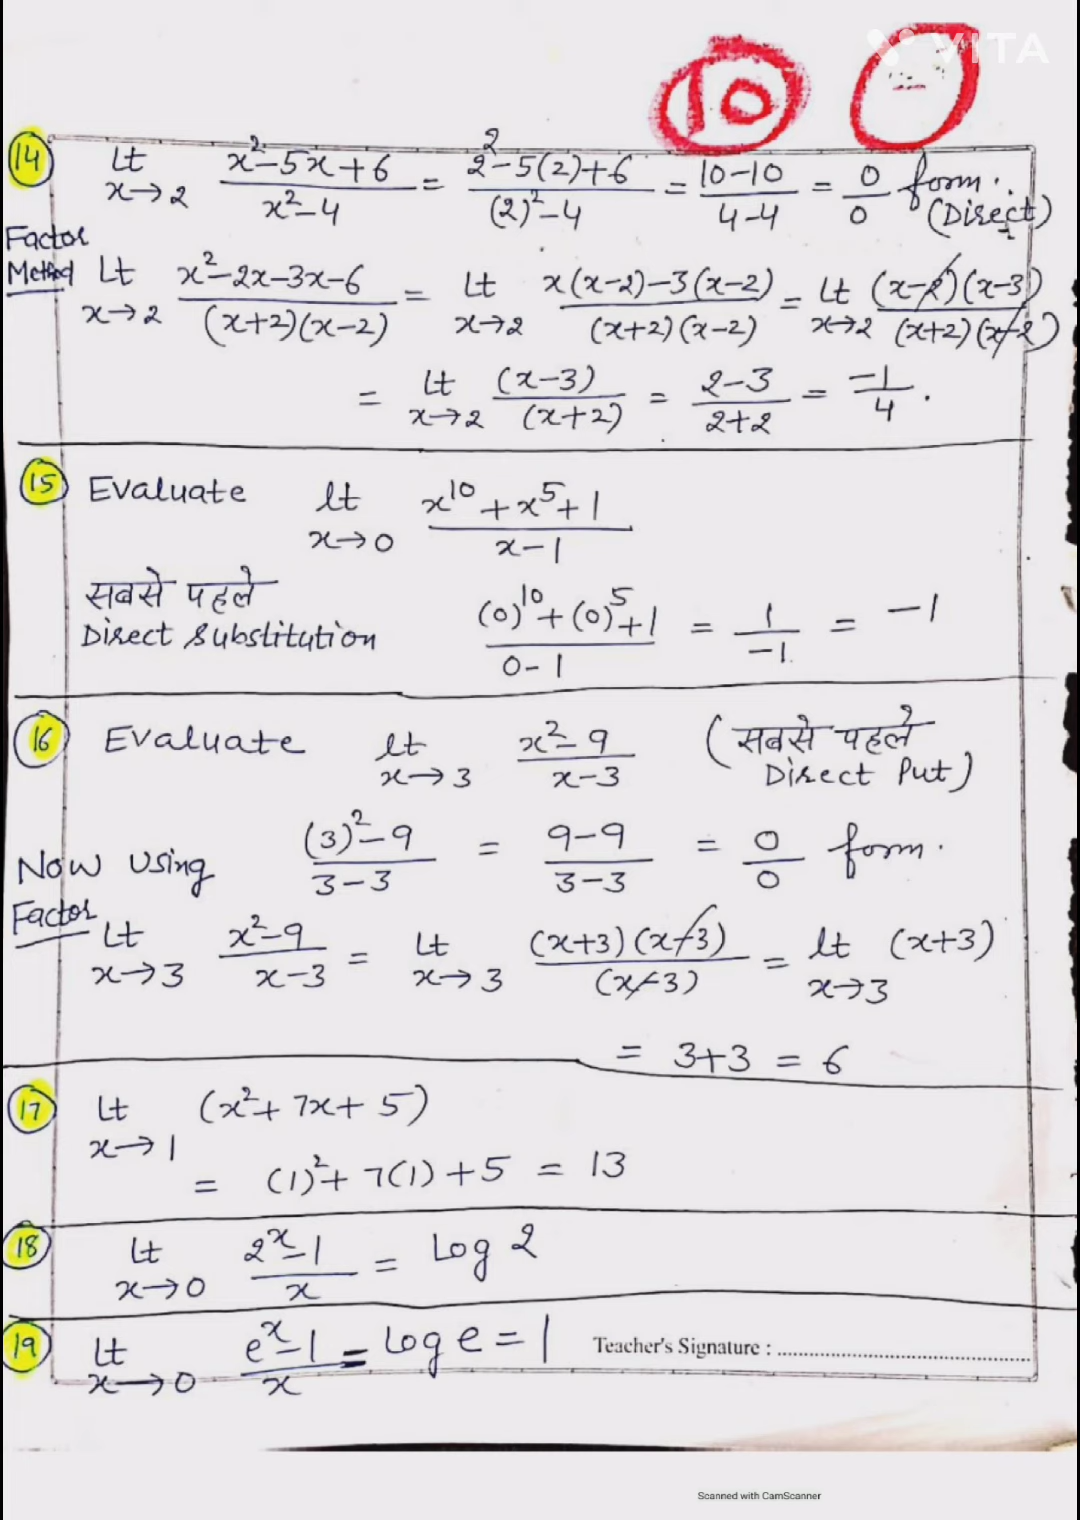 VITA
10
14 Lt x→2 x²-5x+6 / x²-4 = 2²-5(2)+6 / (2)²-4 = 10-10 / 4-4 = 0/0 form. (Direct)
Factor
Method Lt x→2 x²-2x-3x-6 / (x+2)(x-2) = Lt x→2 x(x-2)-3(x-2) / (x+2)(x-2) = Lt x→2 (x-2)(x-3) / (x+2)(x-2)
= Lt x→2 (x-3) / (x+2) = 2-3 / 2+2 = -1/4.
15 Evaluate lt x→0 x¹⁰+x⁵+1 / x-1
सबसे पहले
Direct Substitution (0)¹⁰+(0)⁵+1 / 0-1 = 1 / -1 = -1
16 Evaluate lt x→3 x²-9 / x-3 (सबसे पहले
Direct Put)
(3)²-9 / 3-3 = 9-9 / 3-3 = 0/0 form.
Now Using
Factor
Lt x→3 x²-9 / x-3 = Lt x→3 (x+3)(x-3) / (x-3) = lt x→3 (x+3)
= 3+3 = 6
17 Lt x→1 (x²+7x+5)
= (1)²+7(1)+5 = 13
18 Lt x→0 2ˣ-1 / x = Log 2
19 Lt x→0 eˣ-1 / x = Log e = 1
Teacher's Signature : ........................................
Scanned with CamScanner